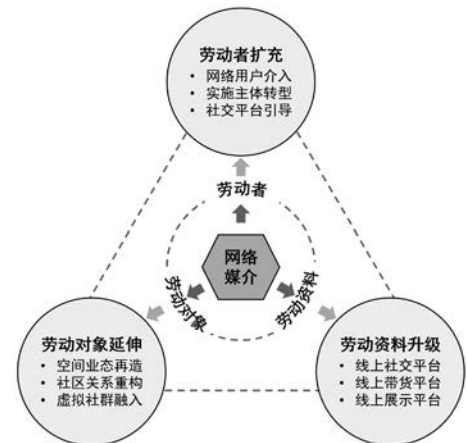 劳动者扩充
• 网络用户介入
• 实施主体转型
• 社交平台引导
劳动者
网络
媒介
劳动对象
劳动资料
劳动对象延伸
• 空间业态再造
• 社区关系重构
• 虚拟社群融入
劳动资料升级
• 线上社交平台
• 线上带货平台
• 线上展示平台